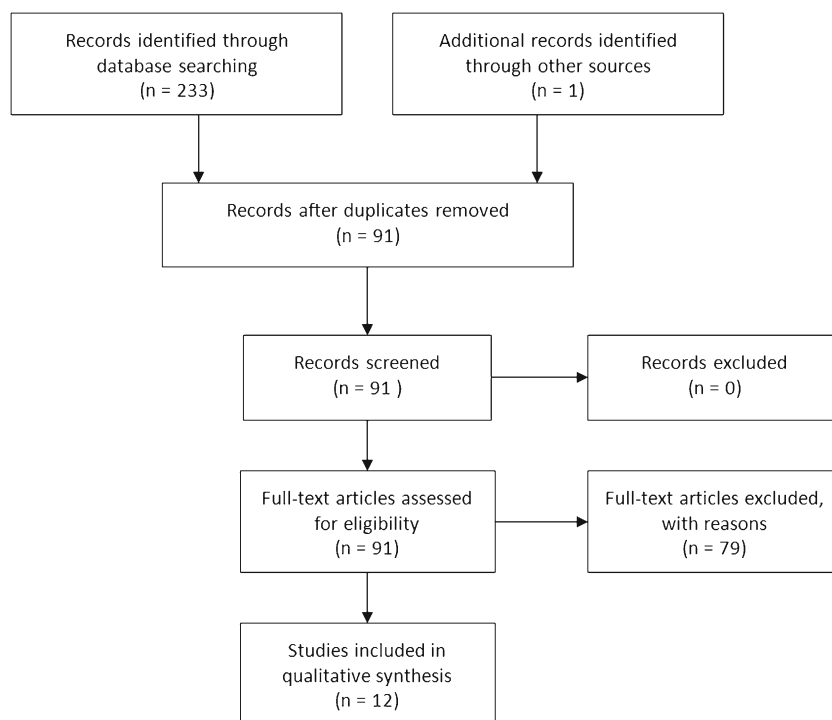 Records identified through
database searching
(n = 233)
Additional records identified
through other sources
(n = 1)
Records after duplicates removed
(n = 91)
Records screened
(n = 91 )
Records excluded
(n = 0)
Full-text articles assessed
for eligibility
(n = 91)
Full-text articles excluded,
with reasons
(n = 79)
Studies included in
qualitative synthesis
(n = 12)